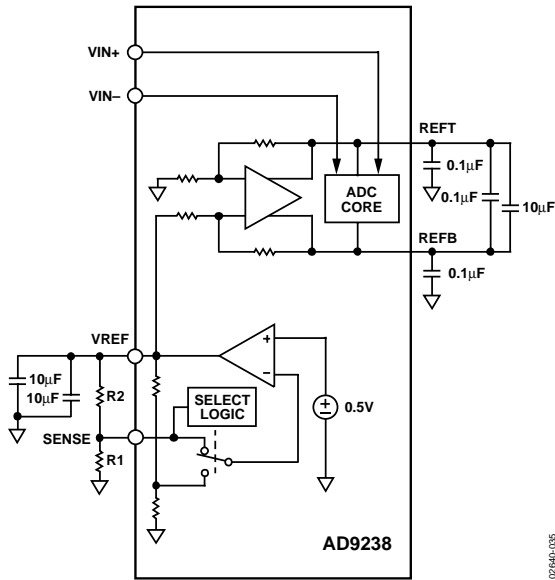 VIN+
VIN–
REFT
0.1µF
ADC
CORE
0.1µF
10µF
REFB
0.1µF
VREF
+
–
10µF
10µF
R2
SELECT
LOGIC
0.5V
SENSE
R1
AD9238
02640-035